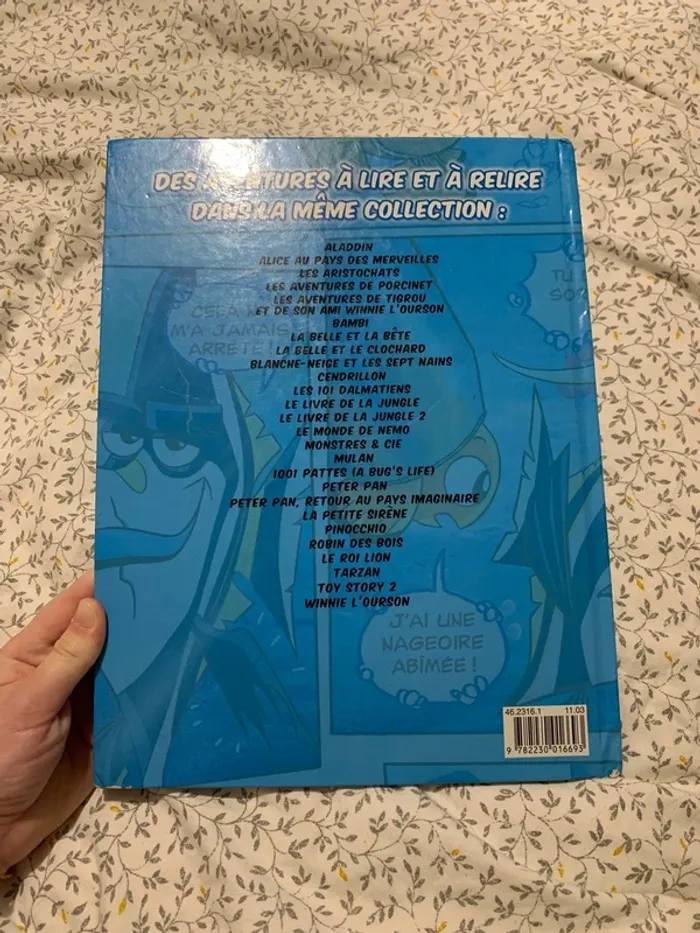 DES AVENTURES À LIRE ET À RELIRE
DANS LA MÊME COLLECTION :
ALADDIN
ALICE AU PAYS DES MERVEILLES
LES ARISTOCHATS
LES AVENTURES DE PORCINET
LES AVENTURES DE TIGROU
ET DE SON AMI WINNIE L'OURSON
BAMBI
LA BELLE ET LA BÊTE
LA BELLE ET LE CLOCHARD
BLANCHE-NEIGE ET LES SEPT NAINS
CENDRILLON
LES 101 DALMATIENS
LE LIVRE DE LA JUNGLE
LE LIVRE DE LA JUNGLE 2
LE MONDE DE NEMO
MONSTRES & CIE
MULAN
1001 PATTES (A BUG'S LIFE)
PETER PAN
PETER PAN, RETOUR AU PAYS IMAGINAIRE
LA PETITE SIRÈNE
PINOCCHIO
ROBIN DES BOIS
LE ROI LION
TARZAN
TOY STORY 2
WINNIE L'OURSON
CELA
M'A JAMAIS
ARRÊTÉ !
TU
J'AI UNE
NAGEOIRE
ABÎMÉE !
46.2316.1 11.03
9 782230 016693